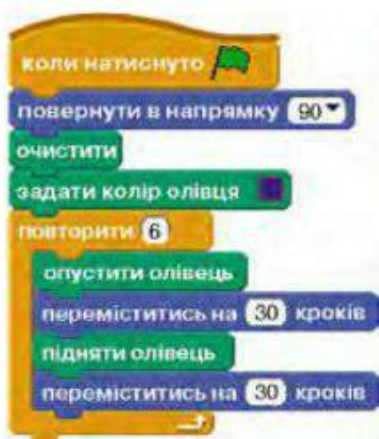 коли натиснуто
повернути в напрямку 90
очистити
задати колір олівця
повторити 6
опустити олівець
переміститись на 30 кроків
підняти олівець
переміститись на 30 кроків